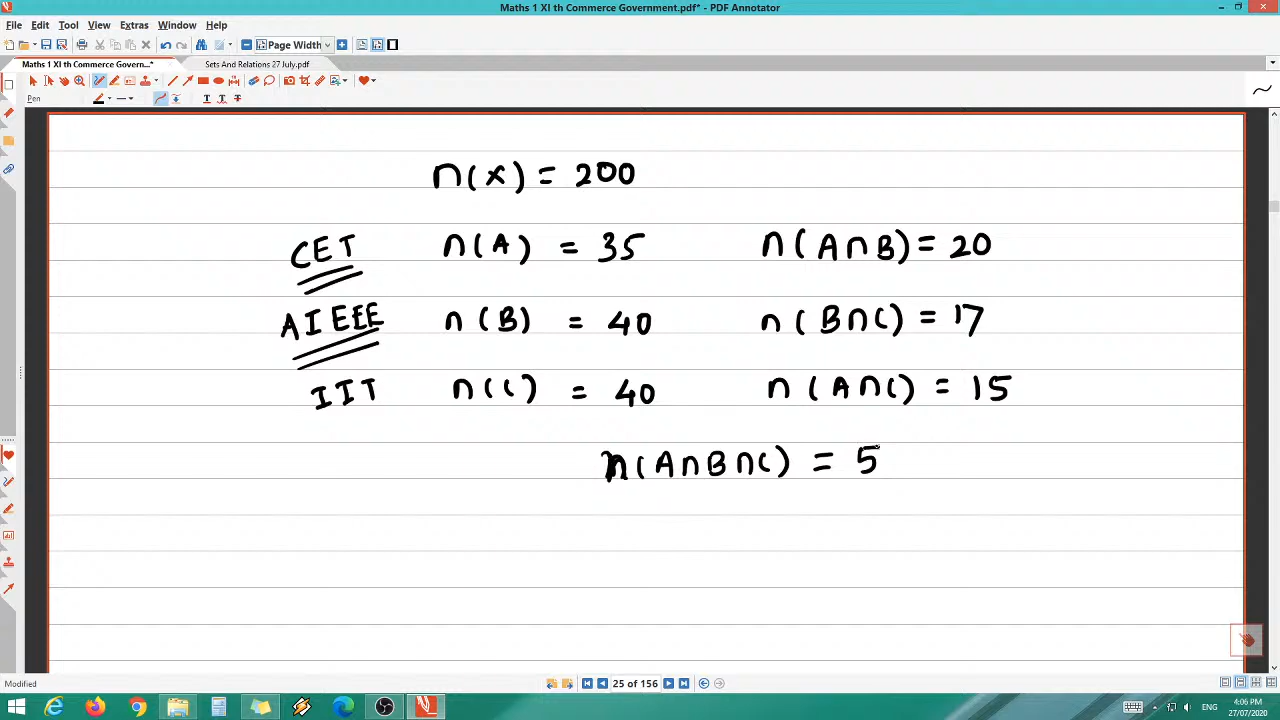 Maths 1 XI th Commerce Government.pdf* - PDF Annotator
File Edit Tool View Extras Window Help
Page Width
Maths 1 XI th Commerce Govern...* Sets And Relations 27 July.pdf
Pen
n(X) = 200
CET n(A) = 35 n(A∩B) = 20
AIEEE n(B) = 40 n(B∩C) = 17
IIT n(C) = 40 n(A∩C) = 15
n(A∩B∩C) = 5
25 of 156
Modified
ENG 4:06 PM
27/07/2020